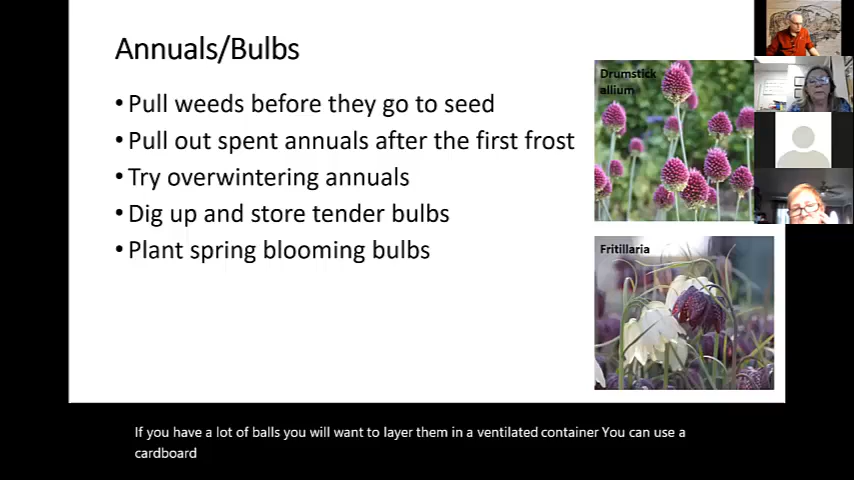 Annuals/Bulbs
• Pull weeds before they go to seed
• Pull out spent annuals after the first frost
• Try overwintering annuals
• Dig up and store tender bulbs
• Plant spring blooming bulbs
Drumstick
allium
Fritillaria
If you have a lot of balls you will want to layer them in a ventilated container You can use a
cardboard